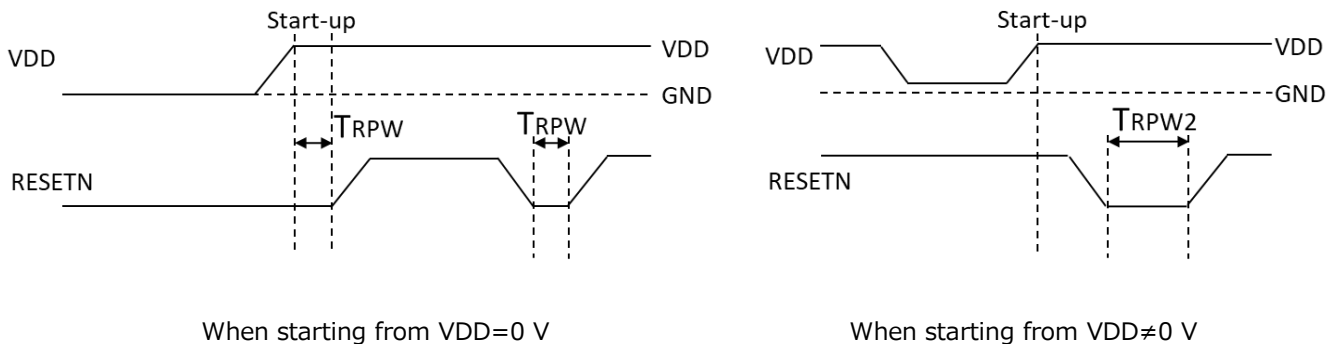 Start-up
VDD
VDD
GND
TRPW
TRPW
RESETN
When starting from VDD=0 V
Start-up
VDD
VDD
GND
TRPW2
RESETN
When starting from VDD≠0 V